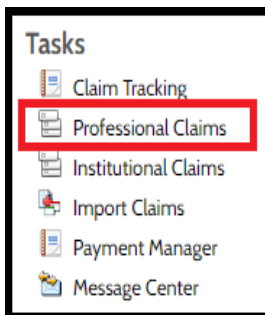 Tasks
Claim Tracking
Professional Claims
Institutional Claims
Import Claims
Payment Manager
Message Center